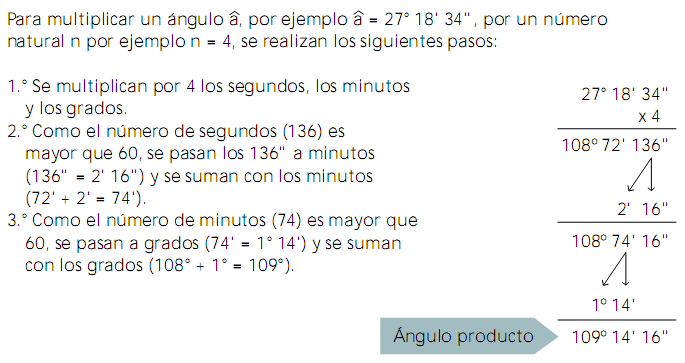 Para multiplicar un ángulo â, por ejemplo â = 27° 18' 34", por un número
natural n por ejemplo n = 4, se realizan los siguientes pasos:
1.° Se multiplican por 4 los segundos, los minutos
y los grados.
2.° Como el número de segundos (136) es
mayor que 60, se pasan los 136" a minutos
(136" = 2' 16") y se suman con los minutos
(72' + 2' = 74').
3.° Como el número de minutos (74) es mayor que
60, se pasan a grados (74' = 1° 14') y se suman
con los grados (108° + 1° = 109°).
27° 18' 34"
x 4
108º 72' 136"
2' 16"
108º 74' 16"
1º 14'
Ángulo producto
109º 14' 16"